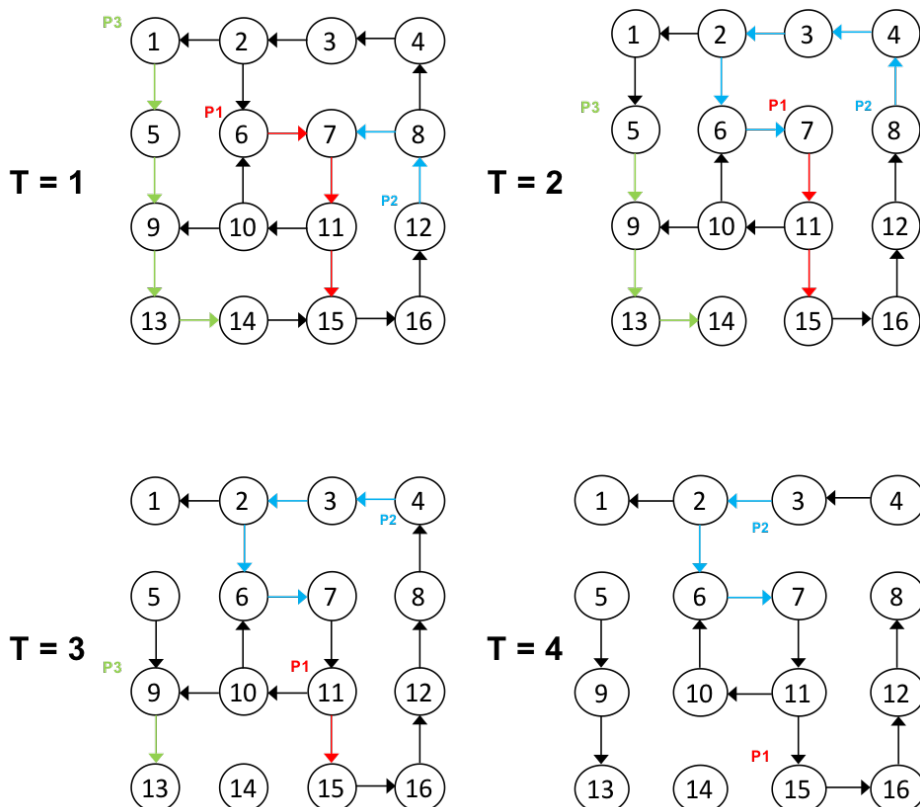 P3
1 2 3 4
P1
5 6 7 8
T = 1
P2
9 10 11 12
13 14 15 16
1 2 3 4
P3 P1 P2
5 6 7 8
T = 2
9 10 11 12
13 14 15 16
1 2 3 4
P2
5 6 7 8
T = 3
P3 P1
9 10 11 12
13 14 15 16
1 2 3 4
P2
5 6 7 8
T = 4
9 10 11 12
P1
13 14 15 16